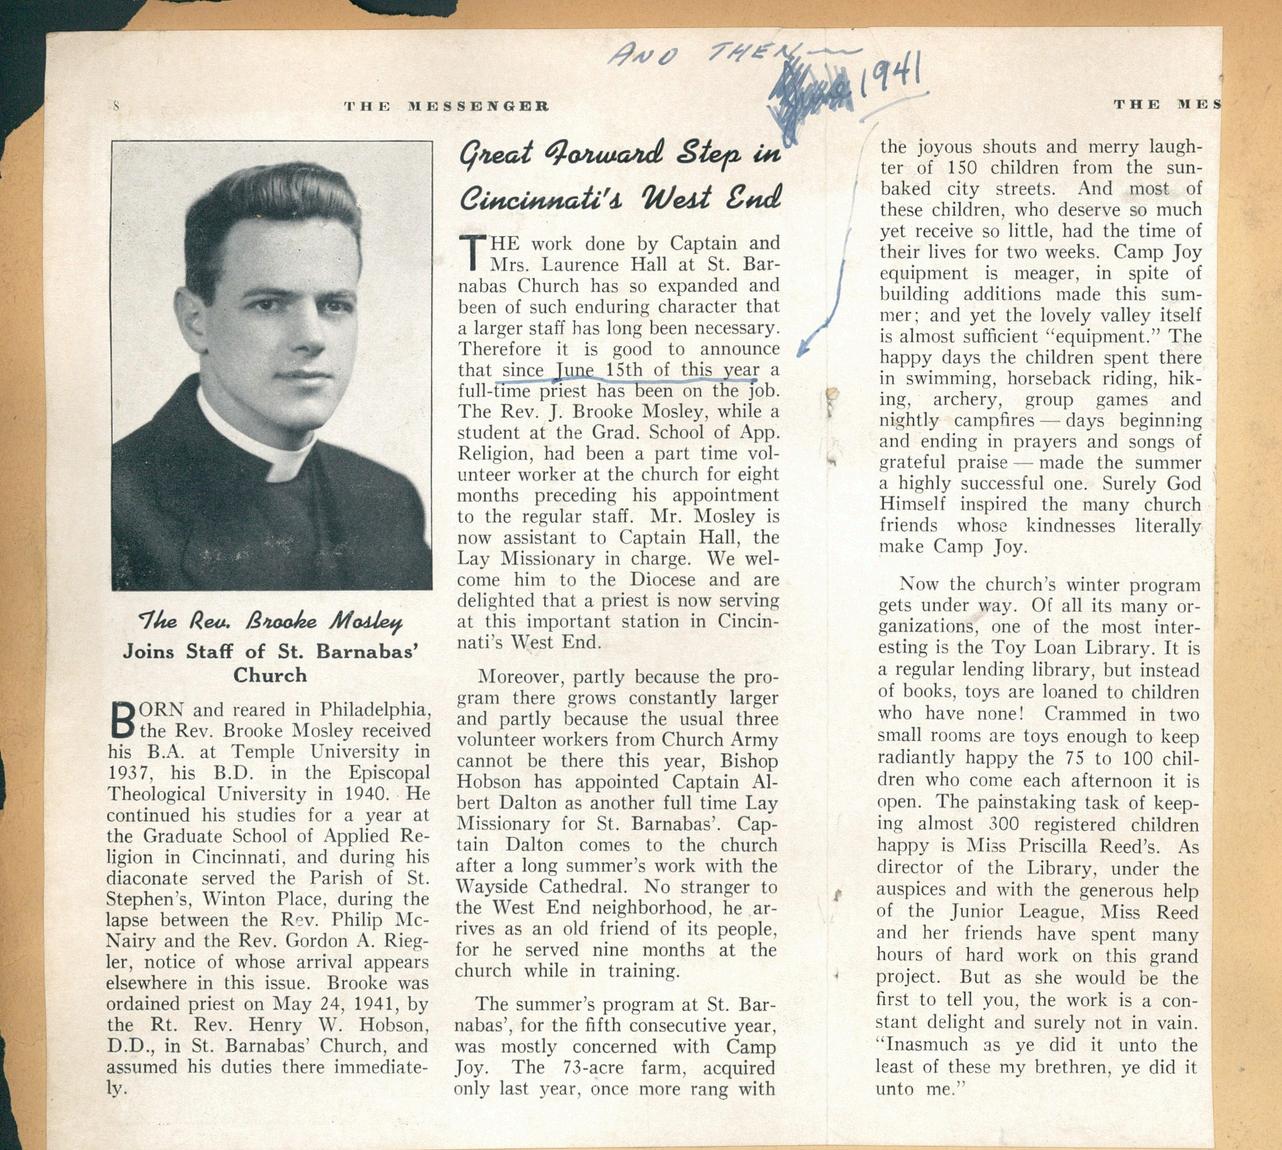 AND THEN
1941
8
THE MESSENGER
THE MES
The Rev. Brooke Mosley
Joins Staff of St. Barnabas'
Church
BORN and reared in Philadelphia,
the Rev. Brooke Mosley received
his B.A. at Temple University in
1937, his B.D. in the Episcopal
Theological University in 1940. He
continued his studies for a year at
the Graduate School of Applied Re-
ligion in Cincinnati, and during his
diaconate served the Parish of St.
Stephen's, Winton Place, during the
lapse between the Rev. Philip Mc-
Nairy and the Rev. Gordon A. Rieg-
ler, notice of whose arrival appears
elsewhere in this issue. Brooke was
ordained priest on May 24, 1941, by
the Rt. Rev. Henry W. Hobson,
D.D., in St. Barnabas' Church, and
assumed his duties there immediate-
ly.
Great Forward Step in
Cincinnati's West End
THE work done by Captain and
Mrs. Laurence Hall at St. Bar-
nabas Church has so expanded and
been of such enduring character that
a larger staff has long been necessary.
Therefore it is good to announce
that since June 15th of this year a
full-time priest has been on the job.
The Rev. J. Brooke Mosley, while a
student at the Grad. School of App.
Religion, had been a part time vol-
unteer worker at the church for eight
months preceding his appointment
to the regular staff. Mr. Mosley is
now assistant to Captain Hall, the
Lay Missionary in charge. We wel-
come him to the Diocese and are
delighted that a priest is now serving
at this important station in Cincin-
nati's West End.
Moreover, partly because the pro-
gram there grows constantly larger
and partly because the usual three
volunteer workers from Church Army
cannot be there this year, Bishop
Hobson has appointed Captain Al-
bert Dalton as another full time Lay
Missionary for St. Barnabas'. Cap-
tain Dalton comes to the church
after a long summer's work with the
Wayside Cathedral. No stranger to
the West End neighborhood, he ar-
rives as an old friend of its people,
for he served nine months at the
church while in training.
The summer's program at St. Bar-
nabas', for the fifth consecutive year,
was mostly concerned with Camp
Joy. The 73-acre farm, acquired
only last year, once more rang with
the joyous shouts and merry laugh-
ter of 150 children from the sun-
baked city streets. And most of
these children, who deserve so much
yet receive so little, had the time of
their lives for two weeks. Camp Joy
equipment is meager, in spite of
building additions made this sum-
mer; and yet the lovely valley itself
is almost sufficient "equipment." The
happy days the children spent there
in swimming, horseback riding, hik-
ing, archery, group games and
nightly campfires — days beginning
and ending in prayers and songs of
grateful praise — made the summer
a highly successful one. Surely God
Himself inspired the many church
friends whose kindnesses literally
make Camp Joy.
Now the church's winter program
gets under way. Of all its many or-
ganizations, one of the most inter-
esting is the Toy Loan Library. It is
a regular lending library, but instead
of books, toys are loaned to children
who have none! Crammed in two
small rooms are toys enough to keep
radiantly happy the 75 to 100 chil-
dren who come each afternoon it is
open. The painstaking task of keep-
ing almost 300 registered children
happy is Miss Priscilla Reed's. As
director of the Library, under the
auspices and with the generous help
of the Junior League, Miss Reed
and her friends have spent many
hours of hard work on this grand
project. But as she would be the
first to tell you, the work is a con-
stant delight and surely not in vain.
"Inasmuch as ye did it unto the
least of these my brethren, ye did it
unto me."